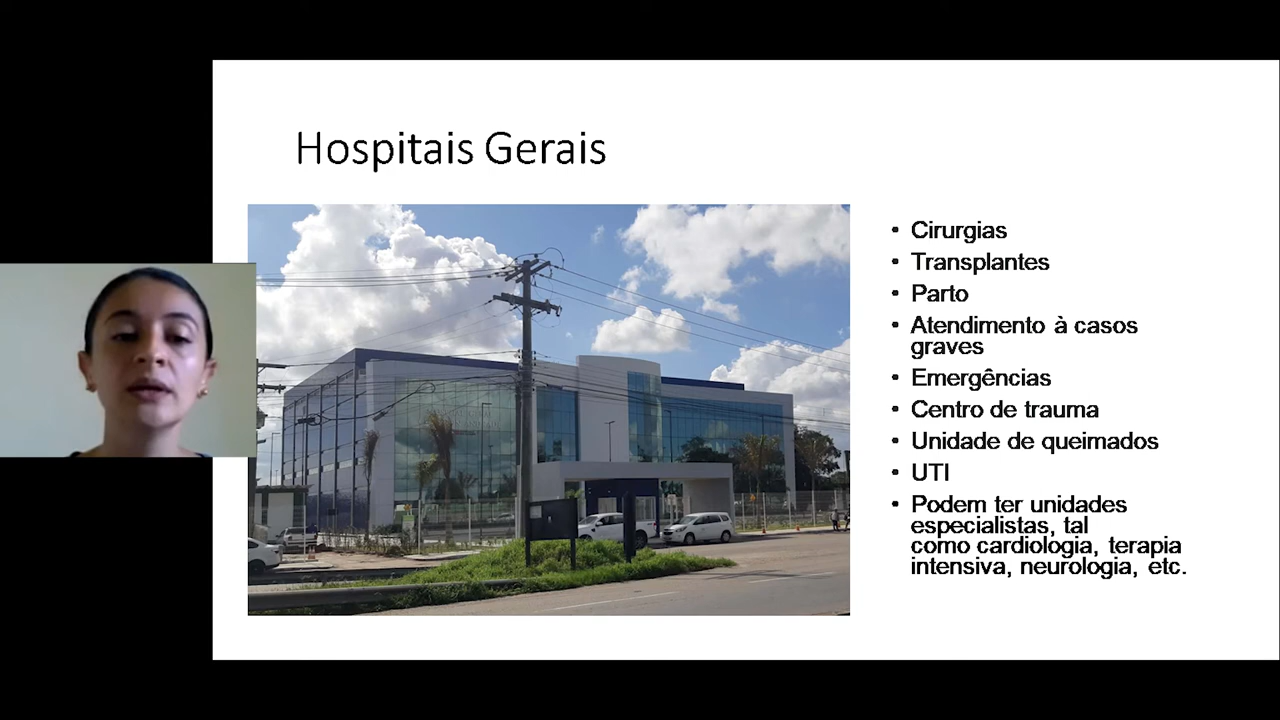 Hospitais Gerais
• Cirurgias
• Transplantes
• Parto
• Atendimento à casos
graves
• Emergências
• Centro de trauma
• Unidade de queimados
• UTI
• Podem ter unidades
especialistas, tal
como cardiologia, terapia
intensiva, neurologia, etc.